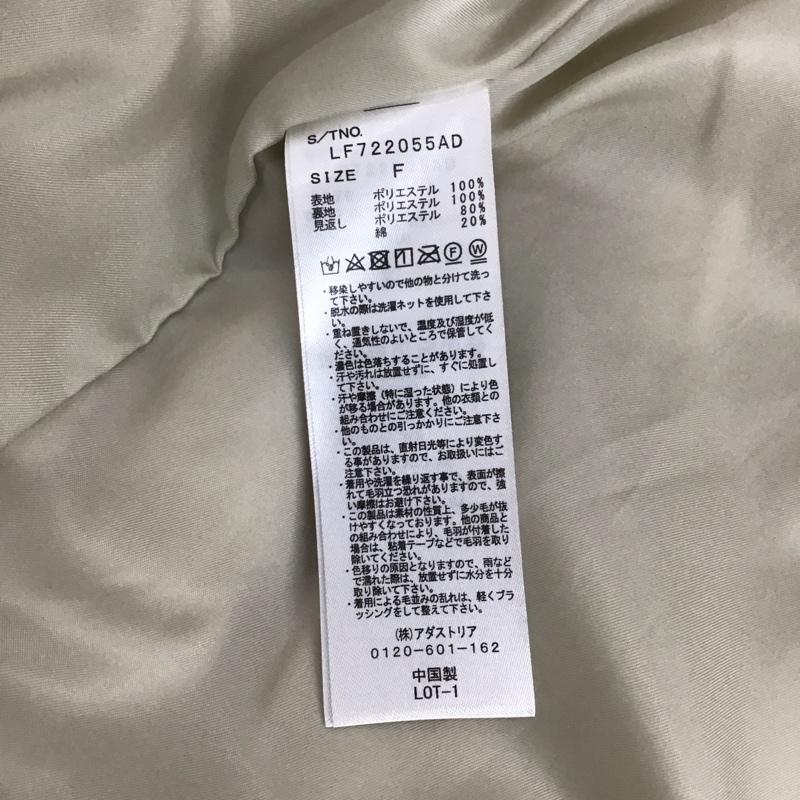 S/TNO.
LF722055AD
SIZE F
表地 ポリエステル 100%
裏地 ポリエステル 100%
見返し ポリエステル 80%
綿 20%
F W
・移染しやすいので他の物と分けて洗っ
て下さい。
・脱水の際は洗濯ネットを使用して下さ
い。
・重ね置きしないで、温度及び湿度が低
く、通気性のよいところで保管してく
ださい。
・濃色は色落ちすることがあります。
・汗や汚れは放置せずに、すぐに処置し
て下さい。
・汗や摩擦（特に湿った状態）により色
が移る場合があります。他の衣類との
組み合わせにご注意ください。
・他のものとの引っかかりにご注意下さ
い。
・この製品は、直射日光等により変色す
る事がありますので、お取扱いにはご
注意下さい。
・着用や洗濯を繰り返す事で、表面が擦
れて毛羽立つ恐れがありますので、強
い摩擦はお避け下さい。
・この製品は素材の性質上、多少毛が抜
けやすくなっております。他の商品と
の組み合わせにより、毛羽が付着した
場合は、粘着テープなどで毛羽を取り
除いてください。
・色移りの原因となりますので、雨など
で濡れた際は、放置せずに水分を十分
取り除いて下さい。
・着用による毛並みの乱れは、軽くブラ
ッシングをして整えて下さい。
(株)アダストリア
0120-601-162
中国製
LOT-1